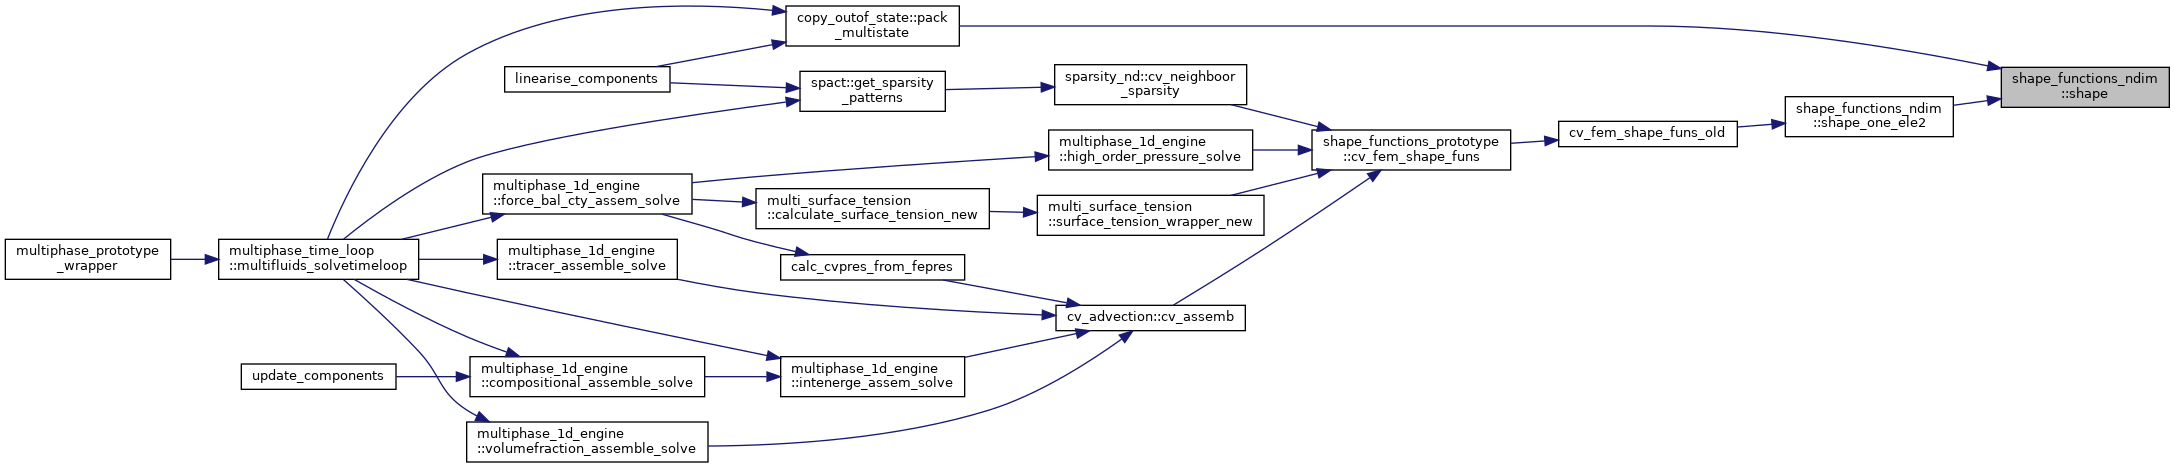 copy_outof_state::pack
_multistate
linearise_components
spact::get_sparsity
_patterns
sparsity_nd::cv_neighboor
_sparsity
shape_functions_ndim
::shape
shape_functions_ndim
::shape_one_ele2
cv_fem_shape_funs_old
shape_functions_prototype
::cv_fem_shape_funs
multiphase_1d_engine
::high_order_pressure_solve
multiphase_1d_engine
::force_bal_cty_assem_solve
multi_surface_tension
::calculate_surface_tension_new
multi_surface_tension
::surface_tension_wrapper_new
multiphase_prototype
_wrapper
multiphase_time_loop
::multifluids_solvetimeloop
multiphase_1d_engine
::tracer_assemble_solve
calc_cvpres_from_fepres
cv_advection::cv_assemb
update_components
multiphase_1d_engine
::compositional_assemble_solve
multiphase_1d_engine
::intenerge_assem_solve
multiphase_1d_engine
::volumefraction_assemble_solve